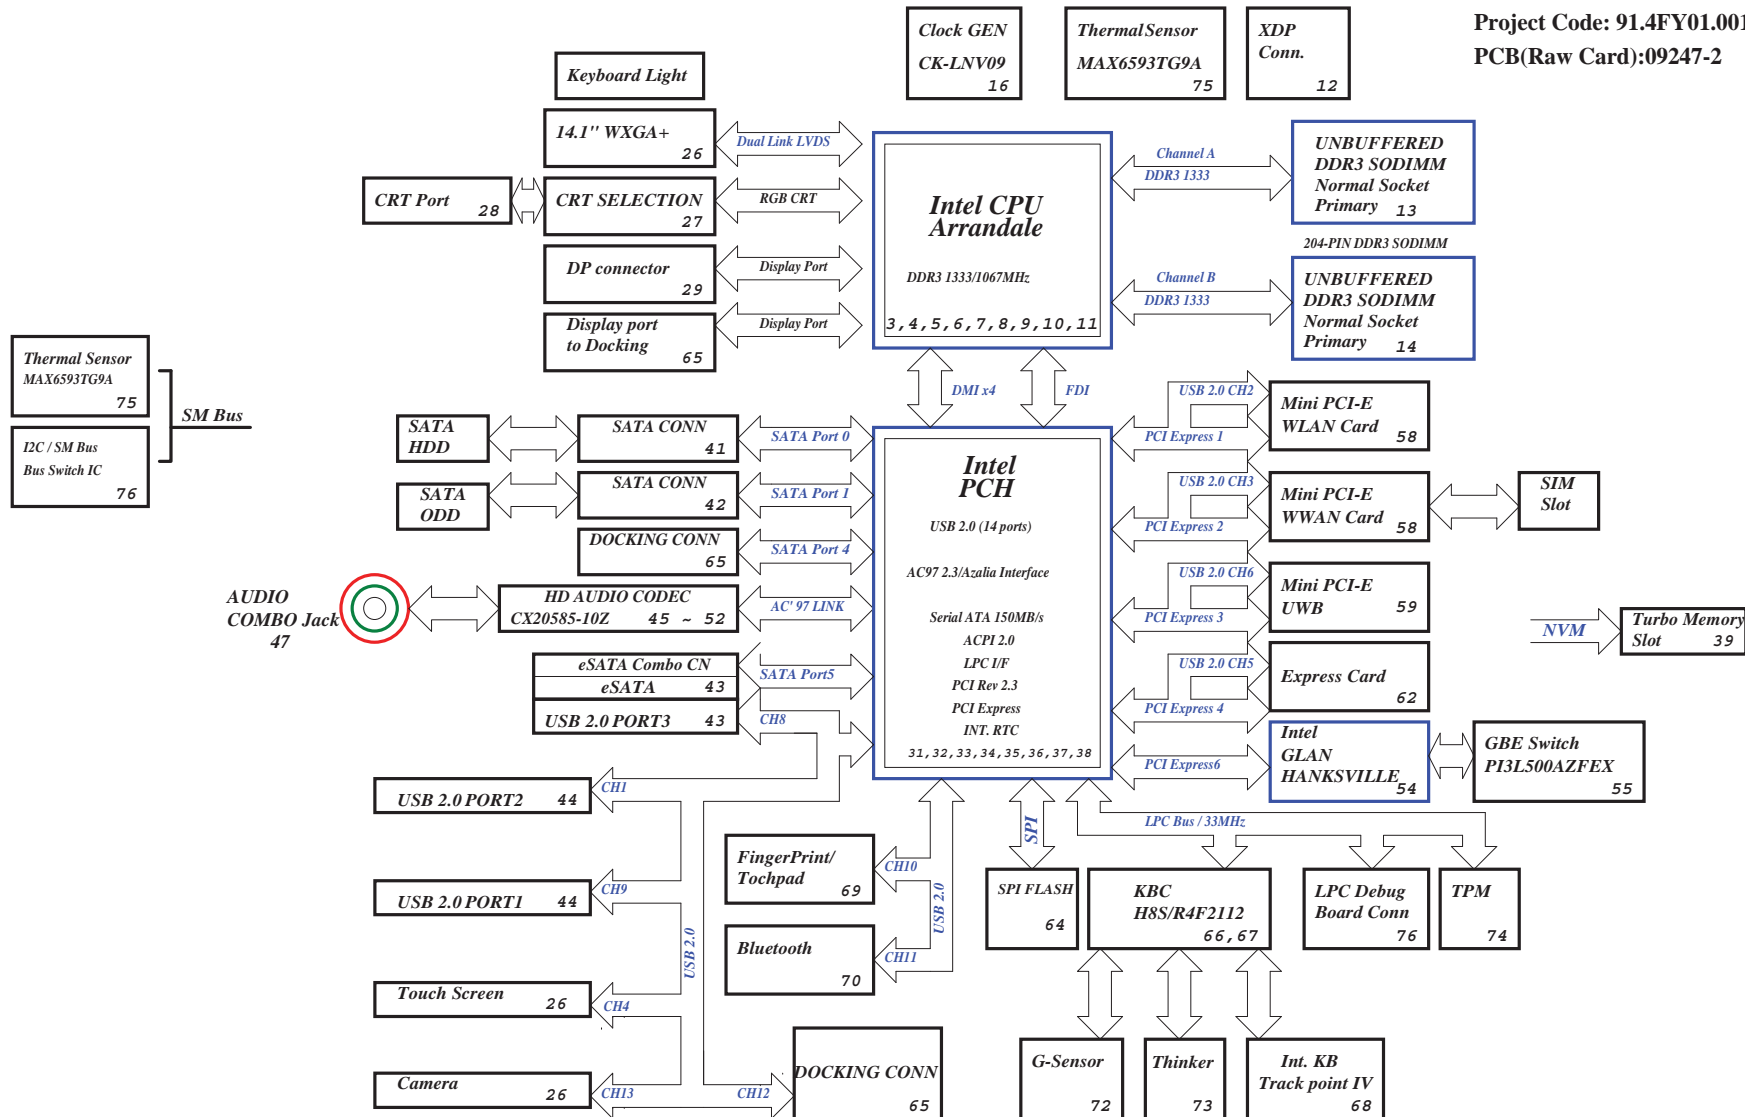 Project Code: 91.4FY01.001
PCB(Raw Card):09247-2
Clock GEN
CK-LNV09
16
ThermalSensor
MAX6593TG9A
75
XDP
Conn.
12
Keyboard Light
14.1" WXGA+
26
Dual Link LVDS
CRT Port
28
CRT SELECTION
27
RGB CRT
DP connector
29
Display Port
Display port
to Docking
65
Display Port
Intel CPU
Arrandale
DDR3 1333/1067MHz
3,4,5,6,7,8,9,10,11
Channel A
DDR3 1333
UNBUFFERED
DDR3 SODIMM
Normal Socket
Primary 13
204-PIN DDR3 SODIMM
Channel B
DDR3 1333
UNBUFFERED
DDR3 SODIMM
Normal Socket
Primary 14
Thermal Sensor
MAX6593TG9A
75
SM Bus
I2C / SM Bus
Bus Switch IC
76
DMI x4
FDI
SATA
HDD
SATA CONN
41
SATA Port 0
SATA
ODD
SATA CONN
42
SATA Port 1
DOCKING CONN
65
SATA Port 4
AUDIO
COMBO Jack
47
HD AUDIO CODEC
CX20585-10Z 45 ~ 52
AC' 97 LINK
eSATA Combo CN
eSATA 43
SATA Port5
USB 2.0 PORT3 43
CH8
Intel
PCH
USB 2.0 (14 ports)
AC97 2.3/Azalia Interface
Serial ATA 150MB/s
ACPI 2.0
LPC I/F
PCI Rev 2.3
PCI Express
INT. RTC
31,32,33,34,35,36,37,38
USB 2.0 CH2
PCI Express 1
Mini PCI-E
WLAN Card
58
USB 2.0 CH3
PCI Express 2
Mini PCI-E
WWAN Card
58
SIM
Slot
USB 2.0 CH6
PCI Express 3
Mini PCI-E
UWB
59
NVM
Turbo Memory
Slot 39
USB 2.0 CH5
PCI Express 4
Express Card
62
PCI Express6
Intel
GLAN
HANKSVILLE
54
GBE Switch
PI3L500AZFEX
55
USB 2.0 PORT2 44
CH1
USB 2.0 PORT1 44
CH9
USB 2.0
Touch Screen
26
CH4
Camera
26
CH13
CH12
DOCKING CONN
65
FingerPrint/
Tochpad
69
CH10
USB 2.0
Bluetooth
70
CH11
SPI
LPC Bus / 33MHz
SPI FLASH
64
KBC
H8S/R4F2112
66,67
LPC Debug
Board Conn
76
TPM
74
G-Sensor
72
Thinker
73
Int. KB
Track point IV
68